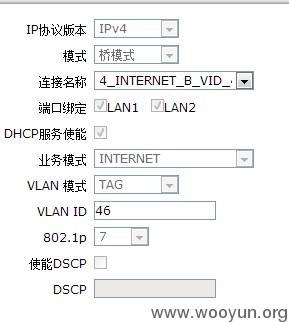 IP协议版本 IPv4
模式 桥模式
连接名称 4_INTERNET_B_VID_4
端口绑定 LAN1 LAN2
DHCP服务使能
业务模式 INTERNET
VLAN 模式 TAG
VLAN ID 46
802.1p 7
使能DSCP
DSCP
www.wooyun.org